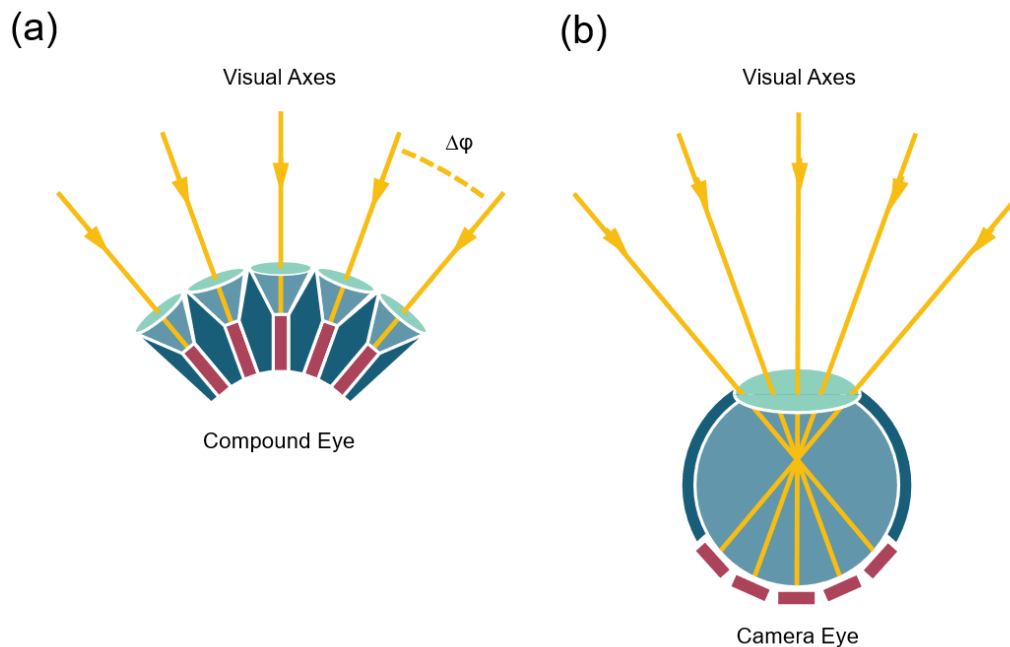 (a)
Visual Axes
Δφ
Compound Eye
(b)
Visual Axes
Camera Eye